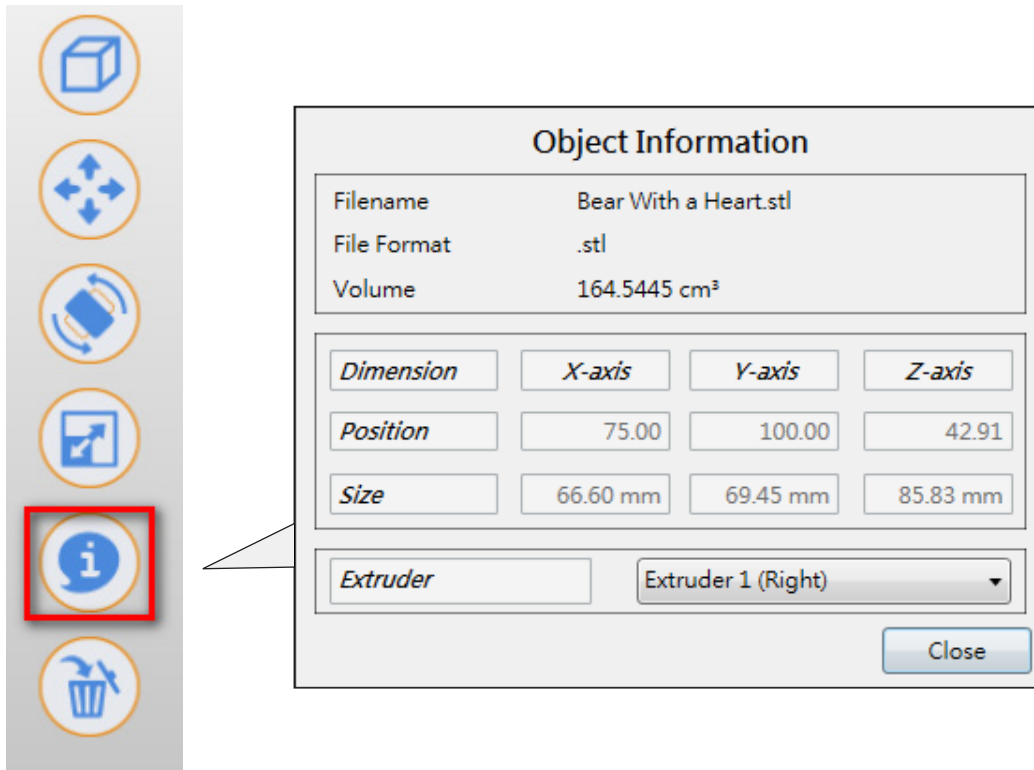 Object Information
Filename Bear With a Heart.stl
File Format .stl
Volume 164.5445 cm³
Dimension X-axis Y-axis Z-axis
Position 75.00 100.00 42.91
Size 66.60 mm 69.45 mm 85.83 mm
Extruder Extruder 1 (Right)
Close